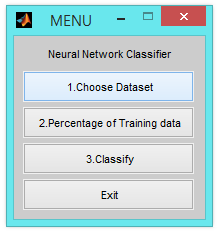 MENU
Neural Network Classifier
1.Choose Dataset
2.Percentage of Training data
3.Classify
Exit